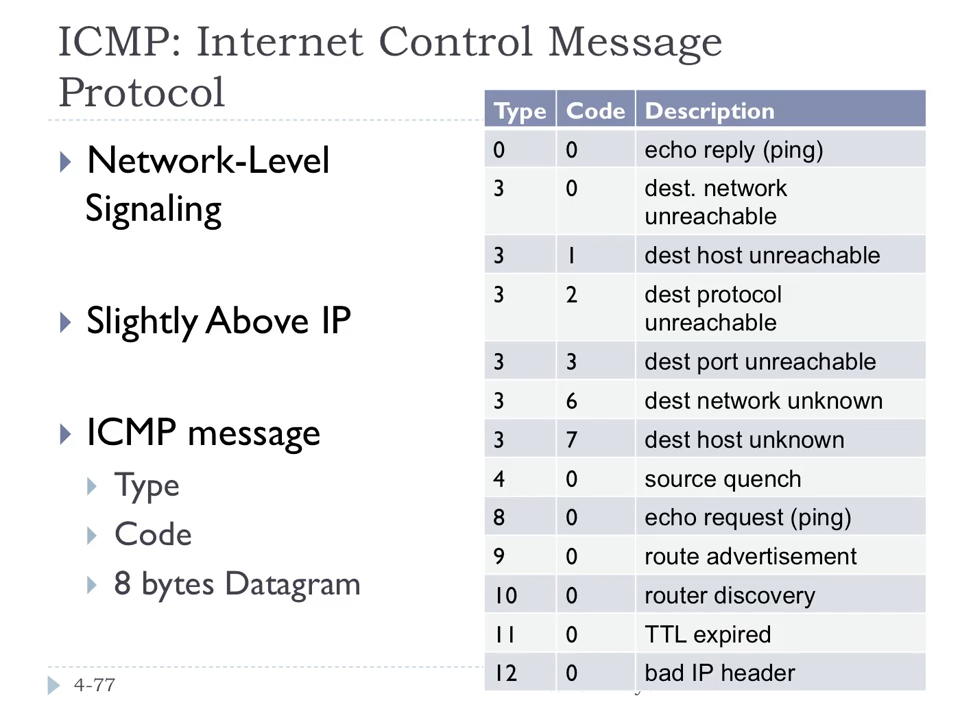 ICMP: Internet Control Message
Protocol
Network-Level
Signaling
Slightly Above IP
ICMP message
Type
Code
8 bytes Datagram
Type Code Description
0 0 echo reply (ping)
3 0 dest. network
unreachable
3 1 dest host unreachable
3 2 dest protocol
unreachable
3 3 dest port unreachable
3 6 dest network unknown
3 7 dest host unknown
4 0 source quench
8 0 echo request (ping)
9 0 route advertisement
10 0 router discovery
11 0 TTL expired
12 0 bad IP header
4-77